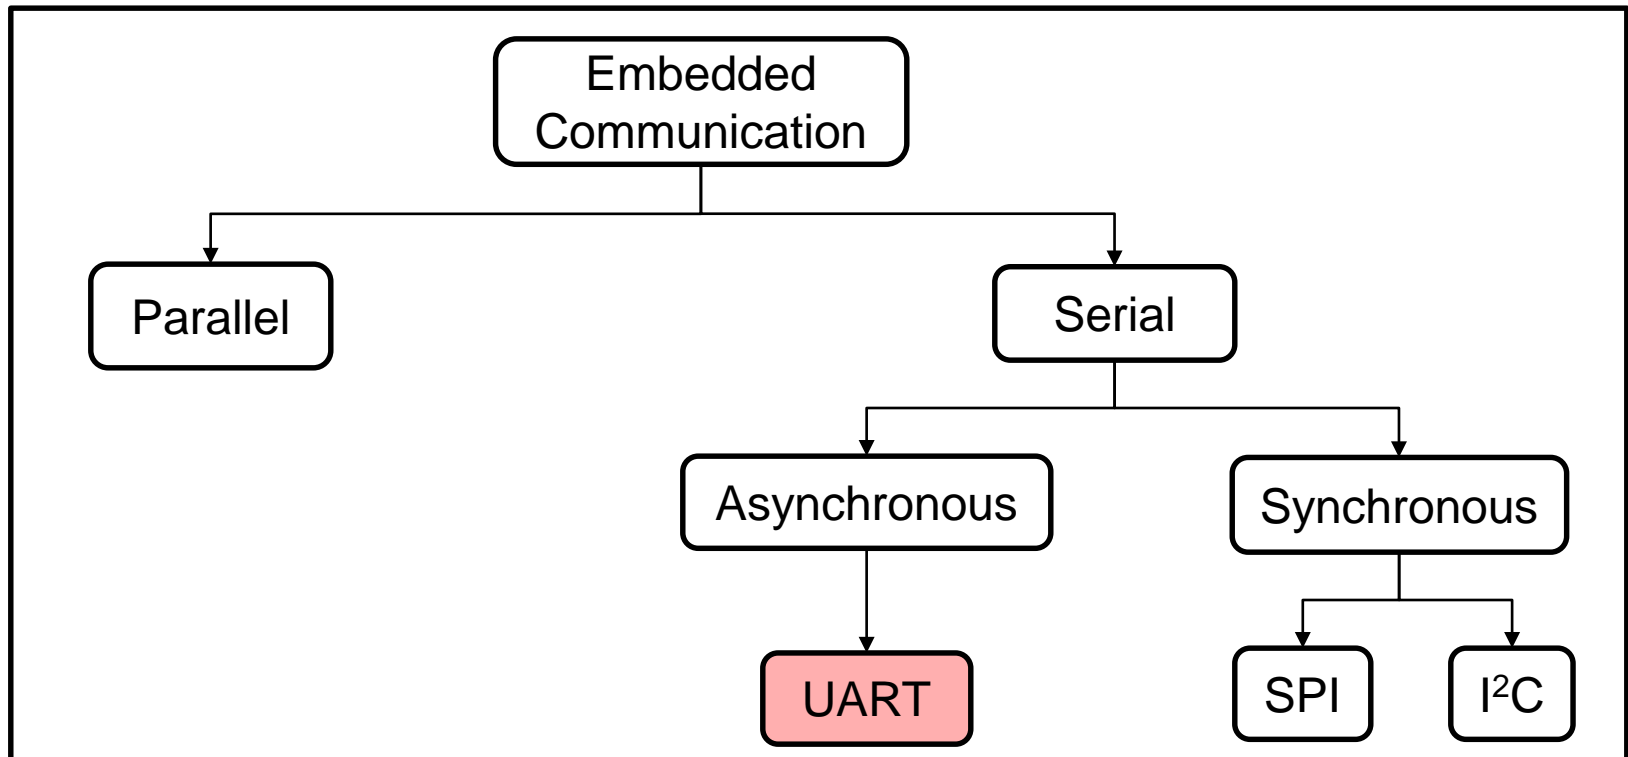 Embedded
Communication
Parallel
Serial
Asynchronous
Synchronous
UART
SPI
I²C